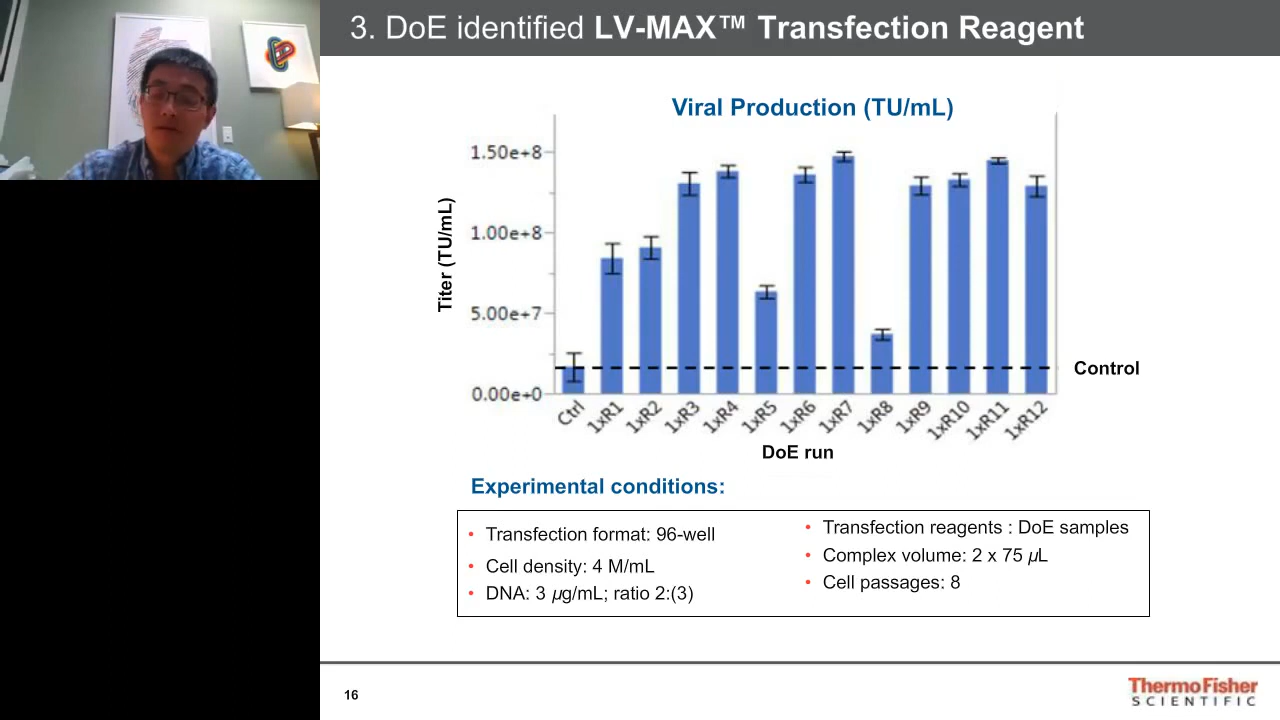 3. DoE identified LV-MAX™ Transfection Reagent
Viral Production (TU/mL)
Titer (TU/mL)
1.50e+8
1.00e+8
5.00e+7
0.00e+0
Control
Ctrl 1xR1 1xR2 1xR3 1xR4 1xR5 1xR6 1xR7 1xR8 1xR9 1xR10 1xR11 1xR12
DoE run
Experimental conditions:
• Transfection format: 96-well
• Cell density: 4 M/mL
• DNA: 3 µg/mL; ratio 2:(3)
• Transfection reagents : DoE samples
• Complex volume: 2 x 75 µL
• Cell passages: 8
16
ThermoFisher
SCIENTIFIC